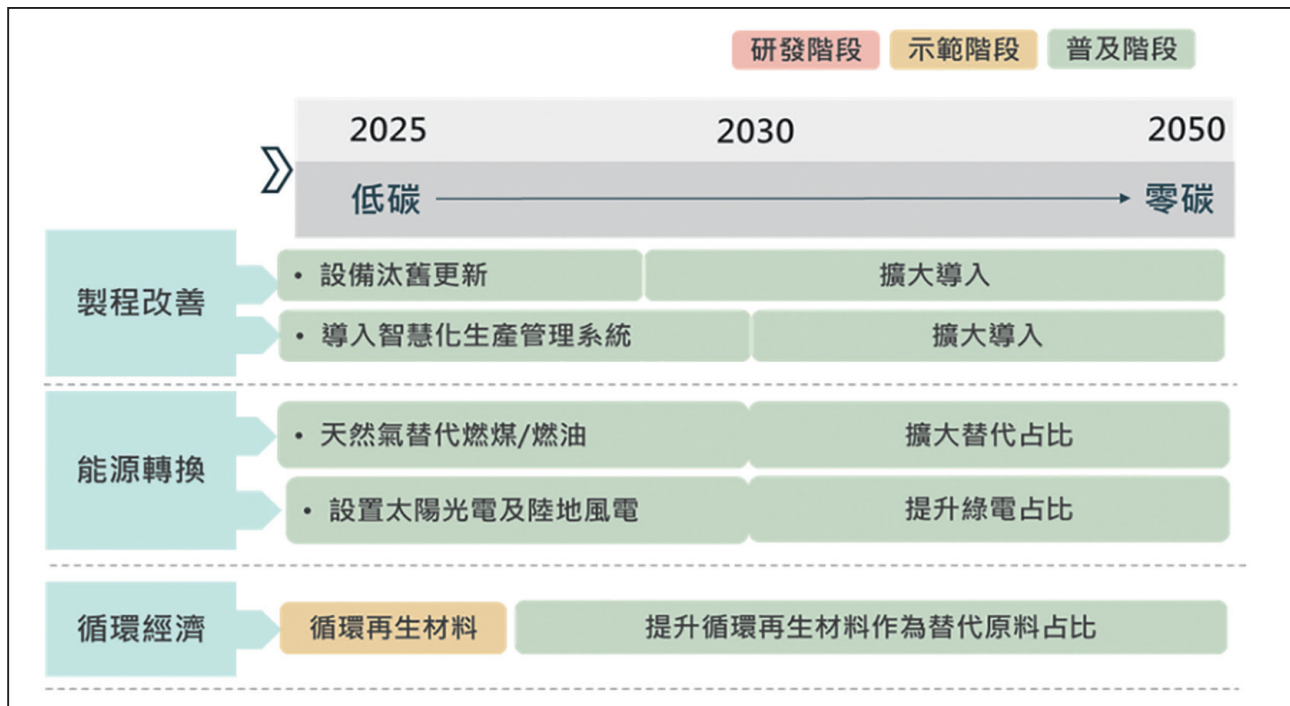 研發階段 示範階段 普及階段
2025 2030 2050
低碳 零碳
製程改善
• 設備汰舊更新 擴大導入
• 導入智慧化生產管理系統 擴大導入
能源轉換
• 天然氣替代燃煤/燃油 擴大替代占比
• 設置太陽光電及陸地風電 提升綠電占比
循環經濟
循環再生材料 提升循環再生材料作為替代原料占比